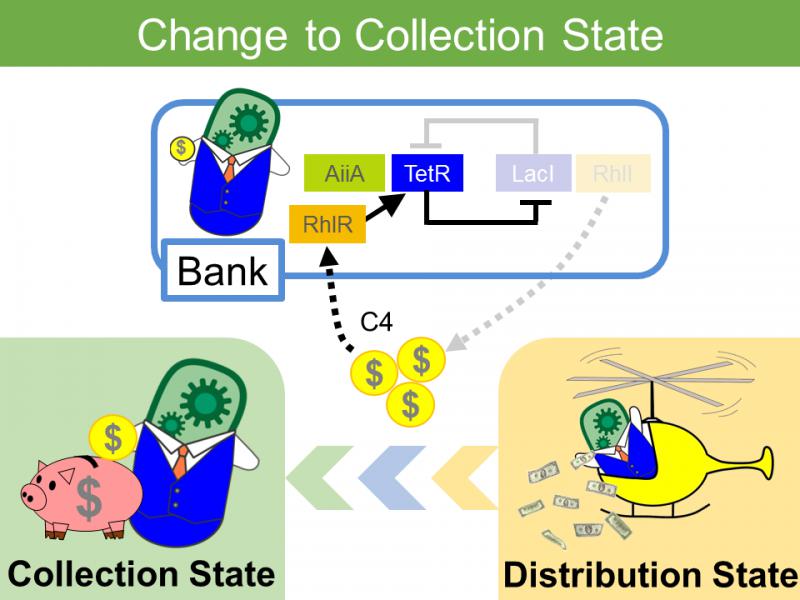 Change to Collection State
$
AiiA
TetR
LacI
RhlI
RhlR
Bank
C4
$
$
$
$
$
Collection State
Distribution State